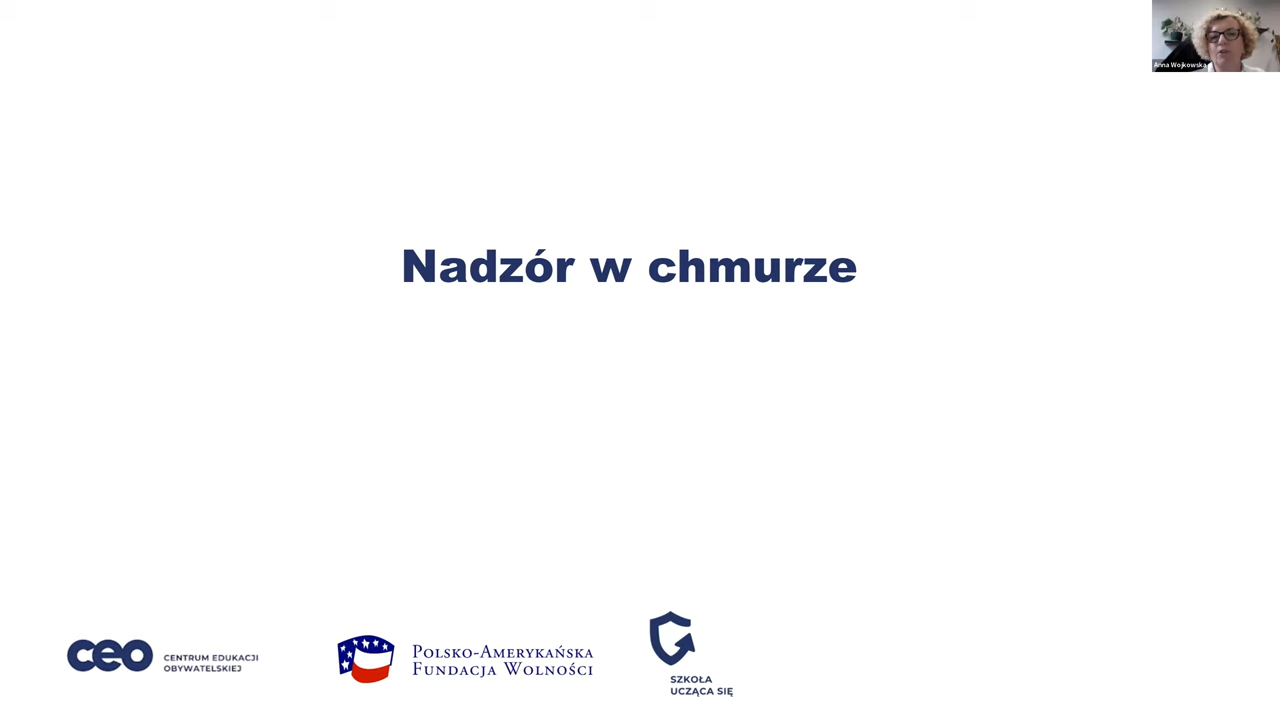 Anna Wojkowska
Nadzór w chmurze
ceo
CENTRUM EDUKACJI
OBYWATELSKIEJ
POLSKO-AMERYKAŃSKA
FUNDACJA WOLNOŚCI
SZKOŁA
UCZĄCA SIĘ